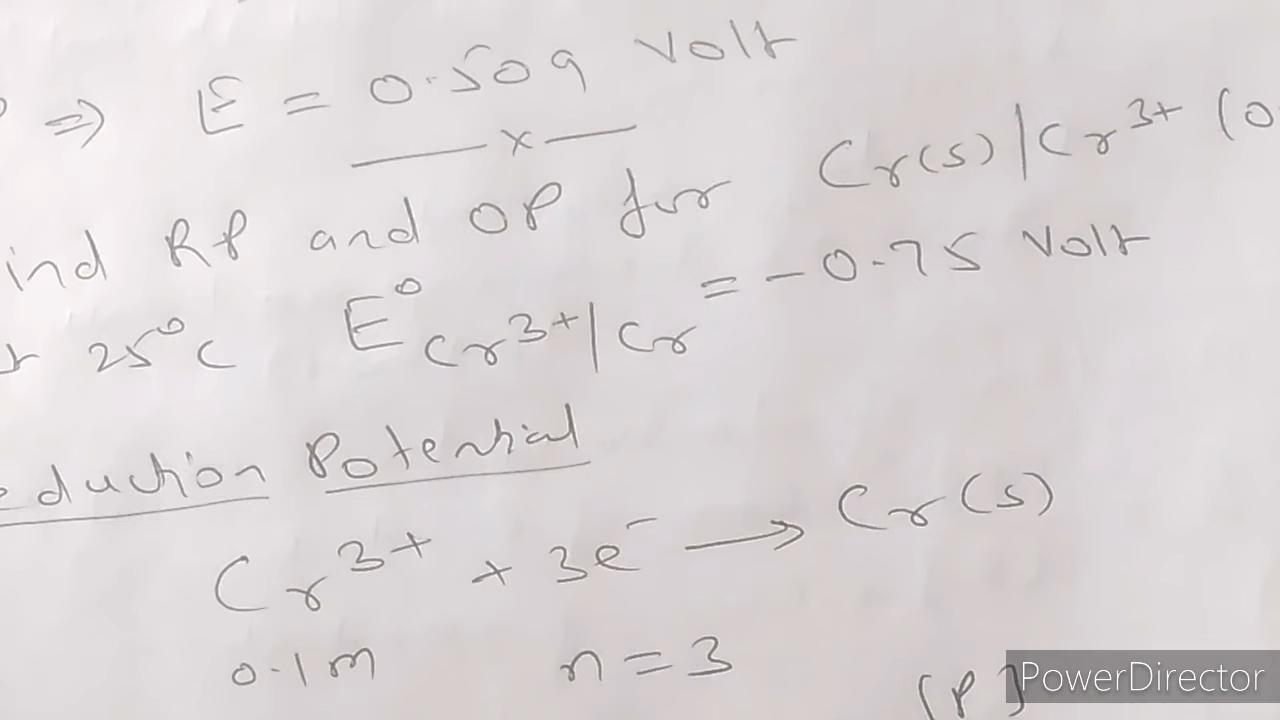 ⇒ E = 0.509 Volt
x
ind RP and OP for Cr(s)|Cr³⁺ (0
25°C E° Cr³⁺|Cr = -0.75 Volt
eduction Potential
Cr³⁺ + 3e⁻ → Cr(s)
0.1m n=3
[P]
PowerDirector